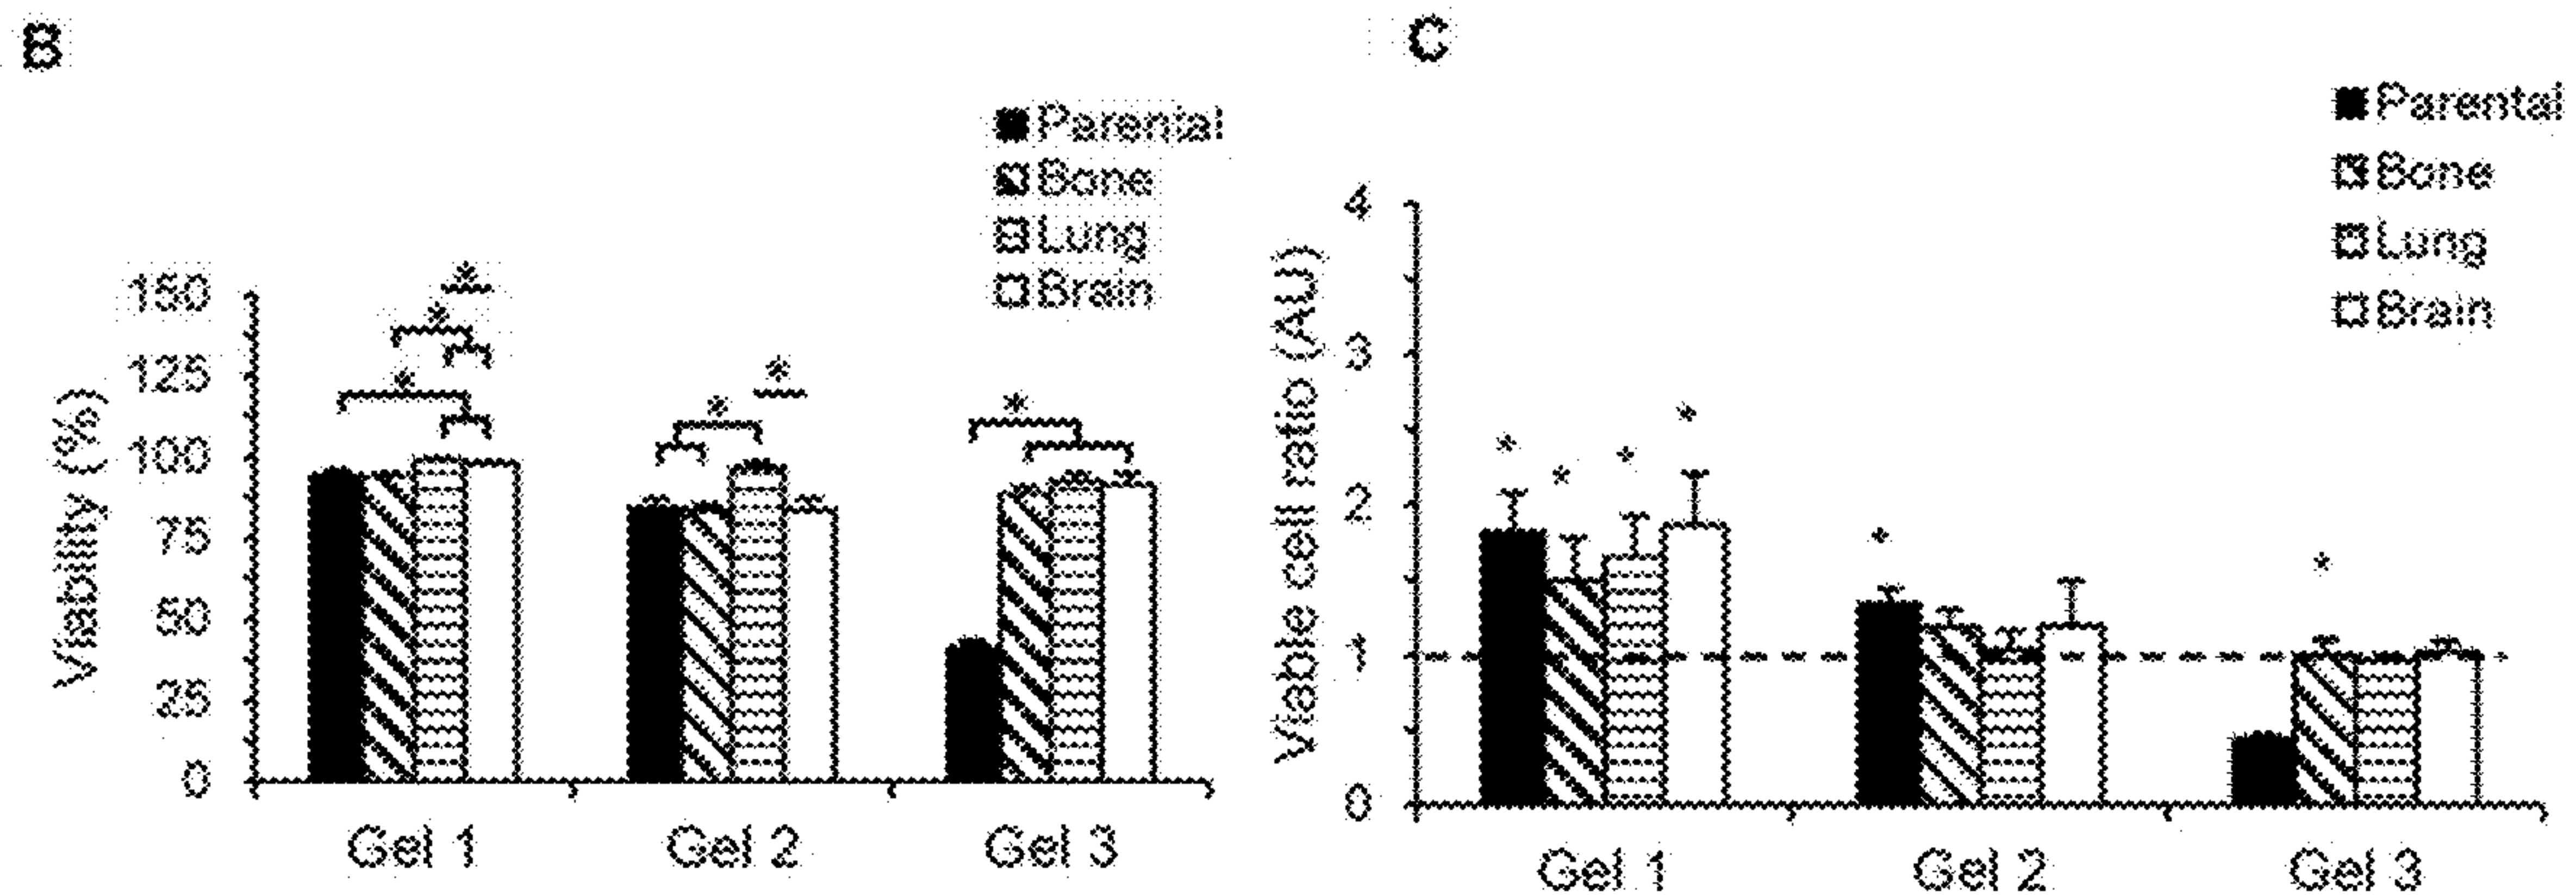 B
Parental
Bone
Lung
Brain
Viability (%)
150
125
100
75
50
25
0
*
*
*
*
*
*
Gel 1
Gel 2
Gel 3
C
Parental
Bone
Lung
Brain
Viable cell ratio (AU)
4
3
2
1
0
*
*
*
*
*
*
Gel 1
Gel 2
Gel 3